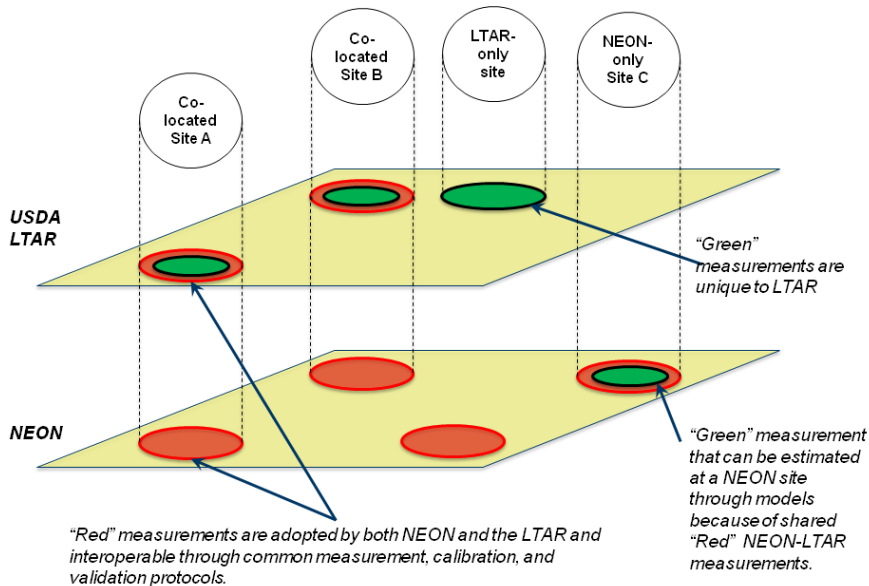 Co-
located
Site A
Co-
located
Site B
LTAR-
only
site
NEON-
only
Site C
USDA
LTAR
“Green”
measurements are
unique to LTAR
NEON
“Green” measurement
that can be estimated
at a NEON site
through models
because of shared
“Red” NEON-LTAR
measurements.
“Red” measurements are adopted by both NEON and the LTAR and
interoperable through common measurement, calibration, and
validation protocols.